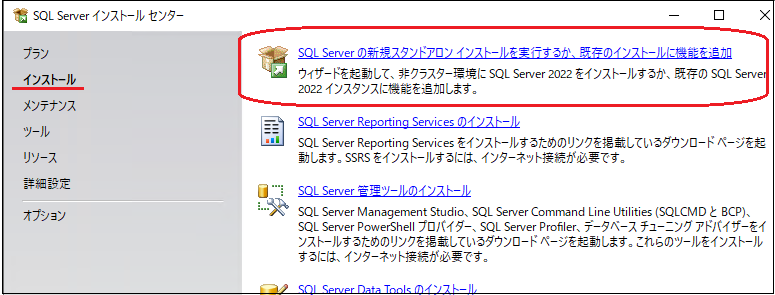 SQL Server インストール センター
プラン
インストール
メンテナンス
ツール
リソース
詳細設定
オプション
SQL Server の新規スタンドアロン インストールを実行するか、既存のインストールに機能を追加
ウィザードを起動して、非クラスター環境に SQL Server 2022 をインストールするか、既存の SQL Server
2022 インスタンスに機能を追加します。
SQL Server Reporting Services のインストール
SQL Server Reporting Services をインストールするためのリンクを掲載しているダウンロード ページを起
動します。SSRS をインストールするには、インターネット接続が必要です。
SQL Server 管理ツールのインストール
SQL Server Management Studio、SQL Server Command Line Utilities (SQLCMD と BCP)、
SQL Server PowerShell プロバイダー、SQL Server Profiler、データベース チューニング アドバイザーをイ
ンストールするためのリンクを掲載しているダウンロード ページを起動します。これらのツールをインストール
するには、インターネット接続が必要です。
SQL Server Data Tools のインストール